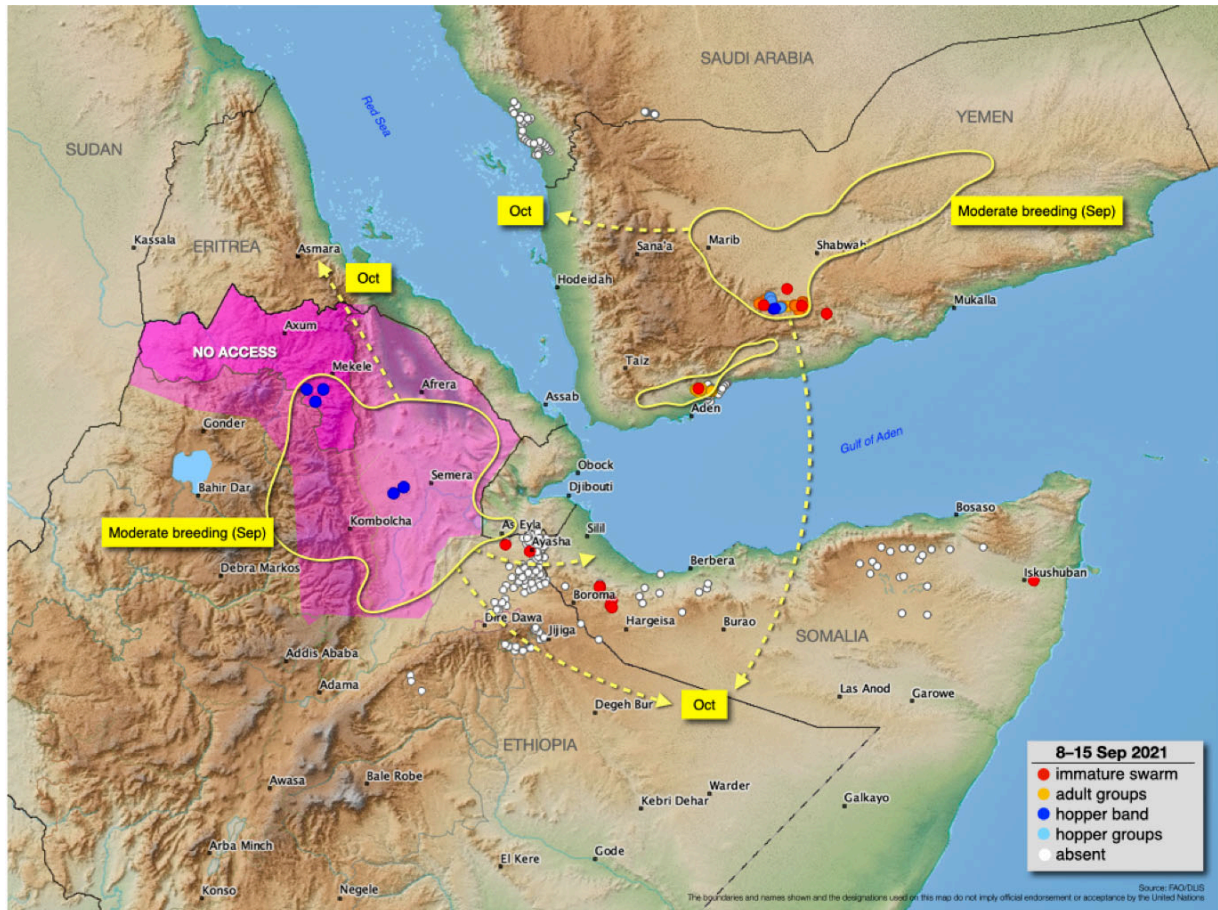 SAUDI ARABIA
Red Sea
YEMEN
SUDAN
Oct
Moderate breeding (Sep)
Kassala
ERITREA
Asmara
Sana'a
Marib
Shabwah
Oct
Hodeidah
Mukalla
Axum
NO ACCESS
Mekele
Taiz
Afrera
Assab
Aden
Gonder
Gulf of Aden
Semera
Obock
Bahir Dar
Djibouti
Bosaso
Moderate breeding (Sep)
Kombolcha
As Eyla
Silil
Ayasha
Berbera
Debra Markos
Iskushuban
Boroma
Dire Dawa
Hargeisa
Burao
Jijiga
SOMALIA
Addis Ababa
Adama
Las Anod
Garowe
Oct
Degeh Bur
ETHIOPIA
Awasa
Bale Robe
Warder
Kebri Dehar
Galkayo
Arba Minch
El Kere
Gode
Konso
Negele
8–15 Sep 2021
immature swarm
adult groups
hopper band
hopper groups
absent
Source: FAO/DLIS
The boundaries and names shown and the designations used on this map do not imply official endorsement or acceptance by the United Nations